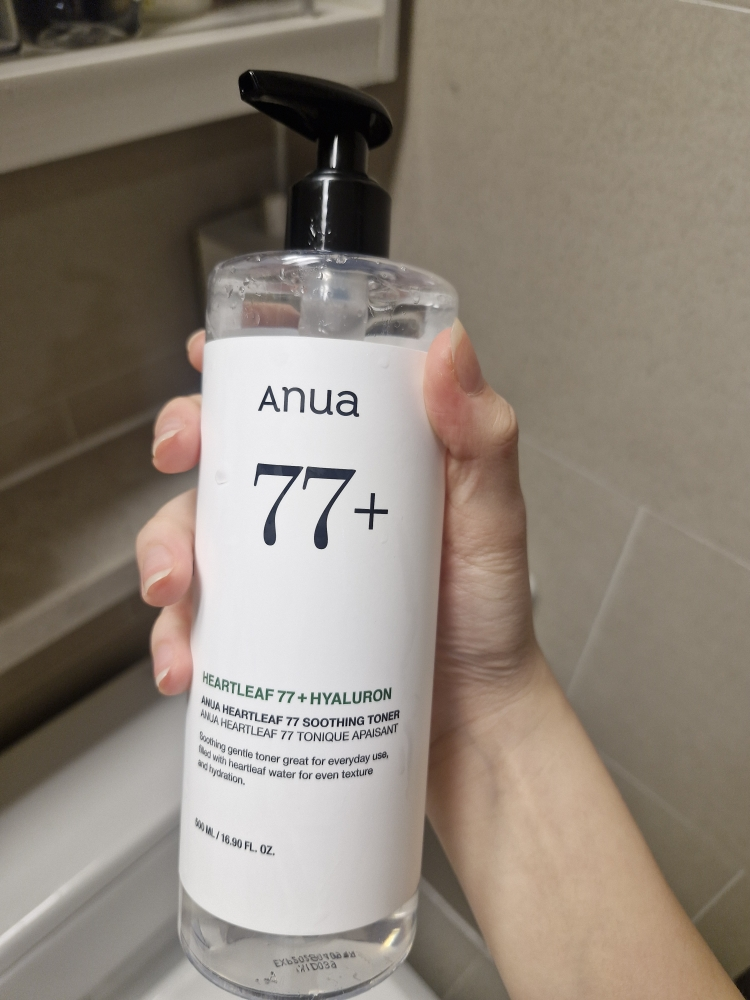 Anua
77+
HEARTLEAF 77 + HYALURON
ANUA HEARTLEAF 77 SOOTHING TONER
ANUA HEARTLEAF 77 TONIQUE APAISANT
Soothing gentle toner great for everyday use,
filled with heartleaf water for even texture
and hydration.
500 ML / 16.90 FL. OZ.